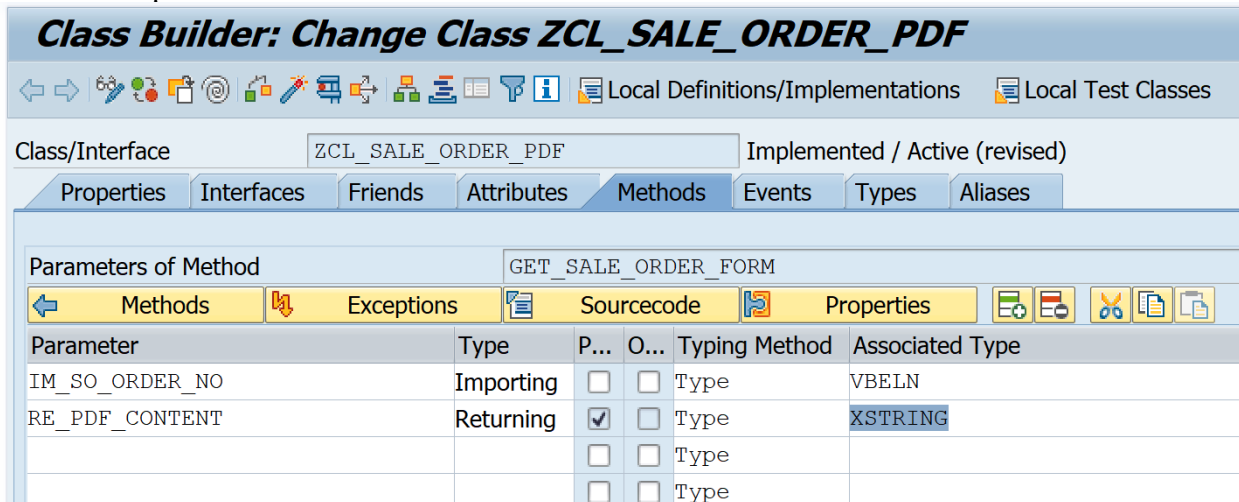 Class Builder: Change Class ZCL_SALE_ORDER_PDF
Local Definitions/Implementations Local Test Classes
Class/Interface ZCL_SALE_ORDER_PDF Implemented / Active (revised)
Properties Interfaces Friends Attributes Methods Events Types Aliases
Parameters of Method GET_SALE_ORDER_FORM
Methods Exceptions Sourcecode Properties
Parameter Type P... O... Typing Method Associated Type
IM_SO_ORDER_NO Importing Type VBELN
RE_PDF_CONTENT Returning Type XSTRING
Type
Type